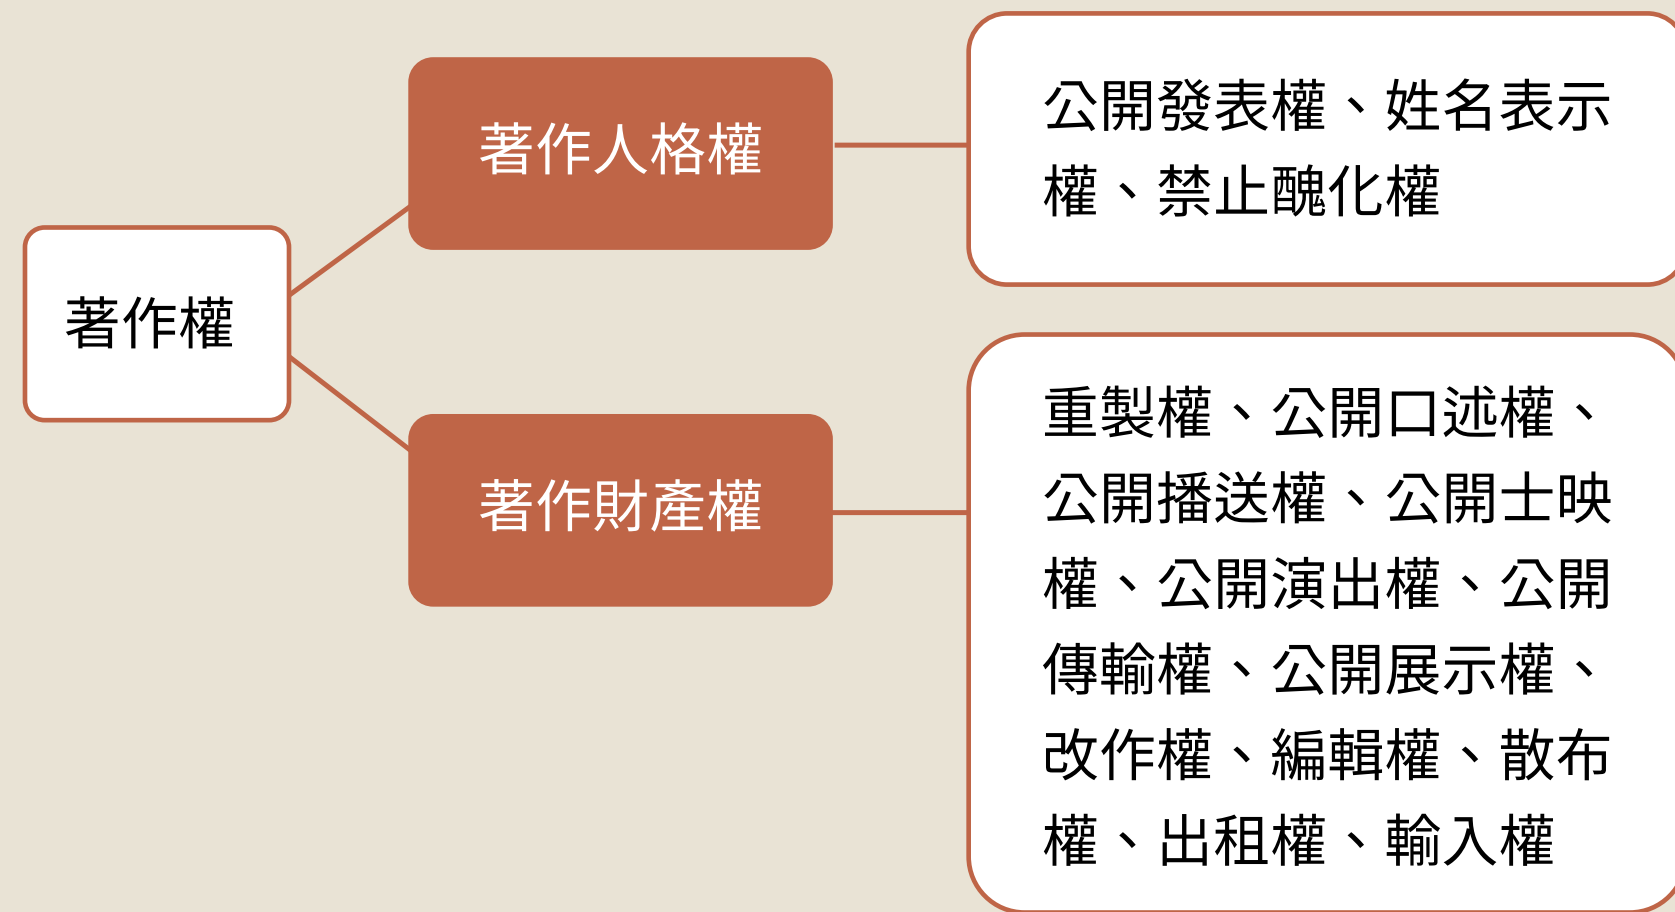 著作權
著作人格權
公開發表權、姓名表示
權、禁止醜化權
著作財產權
重製權、公開口述權、
公開播送權、公開士映
權、公開演出權、公開
傳輸權、公開展示權、
改作權、編輯權、散布
權、出租權、輸入權